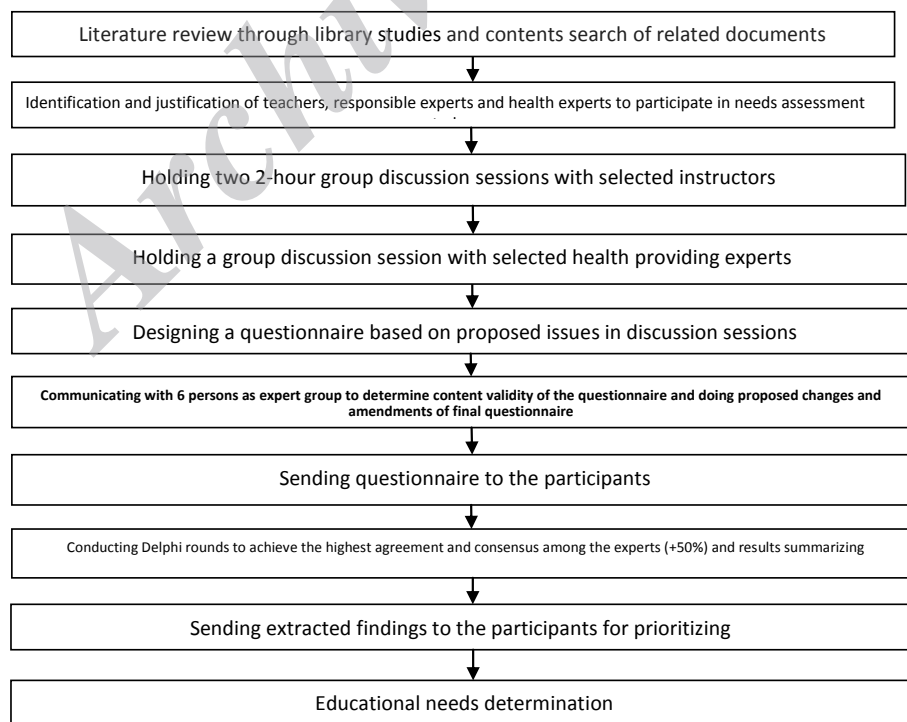 Literature review through library studies and contents search of related documents
Identification and justification of teachers, responsible experts and health experts to participate in needs assessment
Holding two 2-hour group discussion sessions with selected instructors
Holding a group discussion session with selected health providing experts
Designing a questionnaire based on proposed issues in discussion sessions
Communicating with 6 persons as expert group to determine content validity of the questionnaire and doing proposed changes and
amendments of final questionnaire
Sending questionnaire to the participants
Conducting Delphi rounds to achieve the highest agreement and consensus among the experts (+50%) and results summarizing
Sending extracted findings to the participants for prioritizing
Educational needs determination